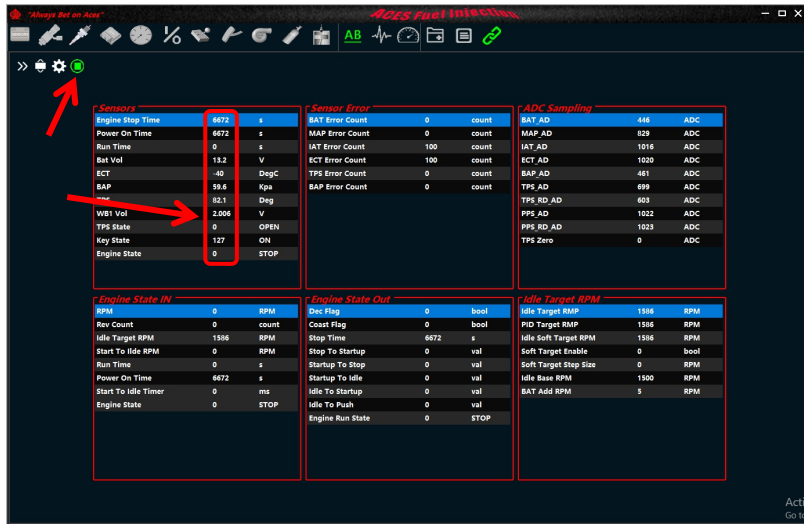 "Always Bet on Aces"
ACES Fuel Injection
AB
Sensors
Engine Stop Time 6672 s
Power On Time 6672 s
Run Time 0 s
Bat Vol 13.2 V
ECT -40 DegC
BAP 59.6 Kpa
TPS 82.1 Deg
WB1 Vol 2.006 V
TPS State 0 OPEN
Key State 127 ON
Engine State 0 STOP
Sensor Error
BAT Error Count 0 count
MAP Error Count 0 count
IAT Error Count 100 count
ECT Error Count 100 count
TPS Error Count 0 count
BAP Error Count 0 count
ADC Sampling
BAT_AD 446 ADC
MAP_AD 829 ADC
IAT_AD 1016 ADC
ECT_AD 1020 ADC
BAP_AD 461 ADC
TPS_AD 699 ADC
TPS_RD_AD 603 ADC
PPS_AD 1022 ADC
PPS_RD_AD 1023 ADC
TPS Zero 0 ADC
Engine State IN
RPM 0 RPM
Rev Count 0 count
Idle Target RPM 1586 RPM
Start To Ilde RPM 0 RPM
Run Time 0 s
Power On Time 6672 s
Start To Idle Timer 0 ms
Engine State 0 STOP
Engine State Out
Dec Flag 0 bool
Coast Flag 0 bool
Stop Time 6672 s
Stop To Startup 0 val
Startup To Stop 0 val
Startup To Idle 0 val
Idle To Startup 0 val
Idle To Push 0 val
Engine Run State 0 STOP
Idle Target RPM
Idle Target RMP 1586 RPM
PID Target RMP 1586 RPM
Idle Soft Target RPM 1586 RPM
Soft Target Enable 0 bool
Soft Target Step Size 0 RPM
Idle Base RPM 1500 RPM
BAT Add RPM 5 RPM
Acti
Go to